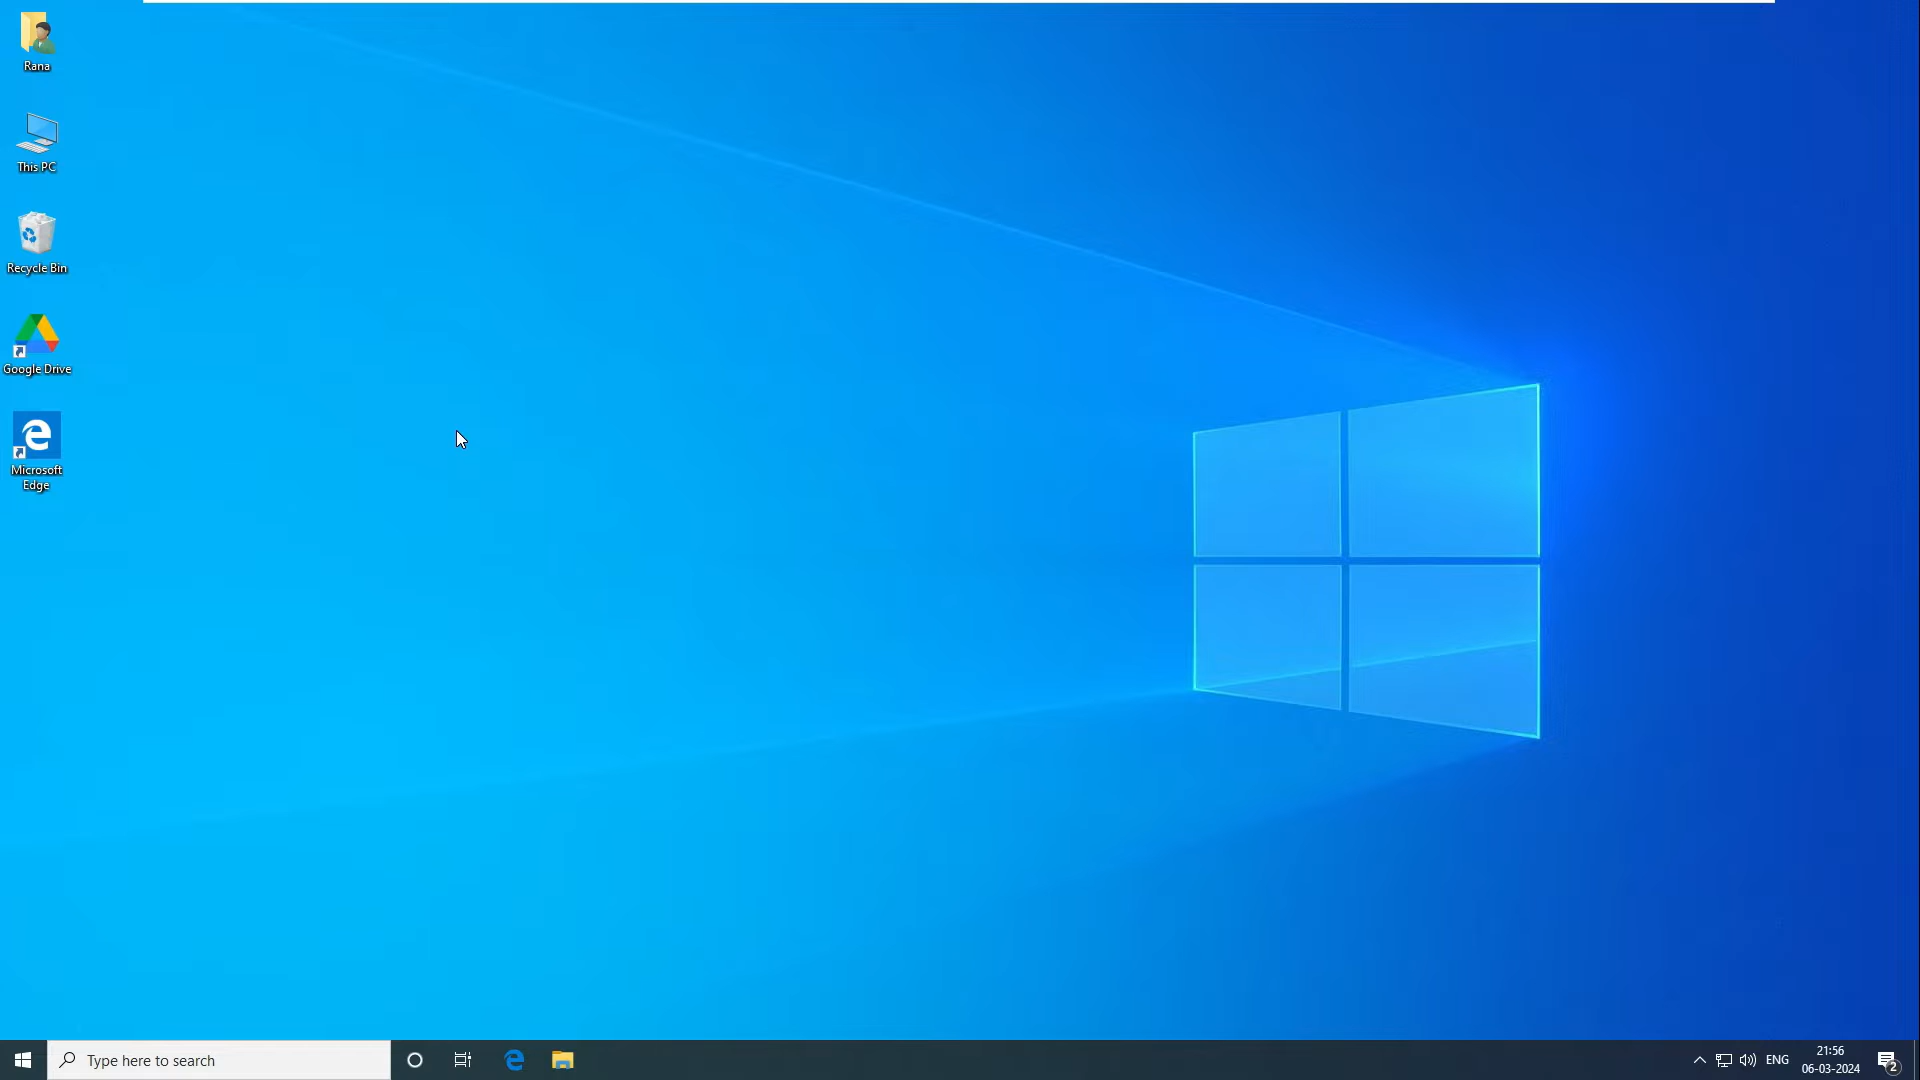 Rana
This PC
Recycle Bin
Google Drive
Microsoft
Edge
Type here to search
ENG
21:56
06-03-2024
2